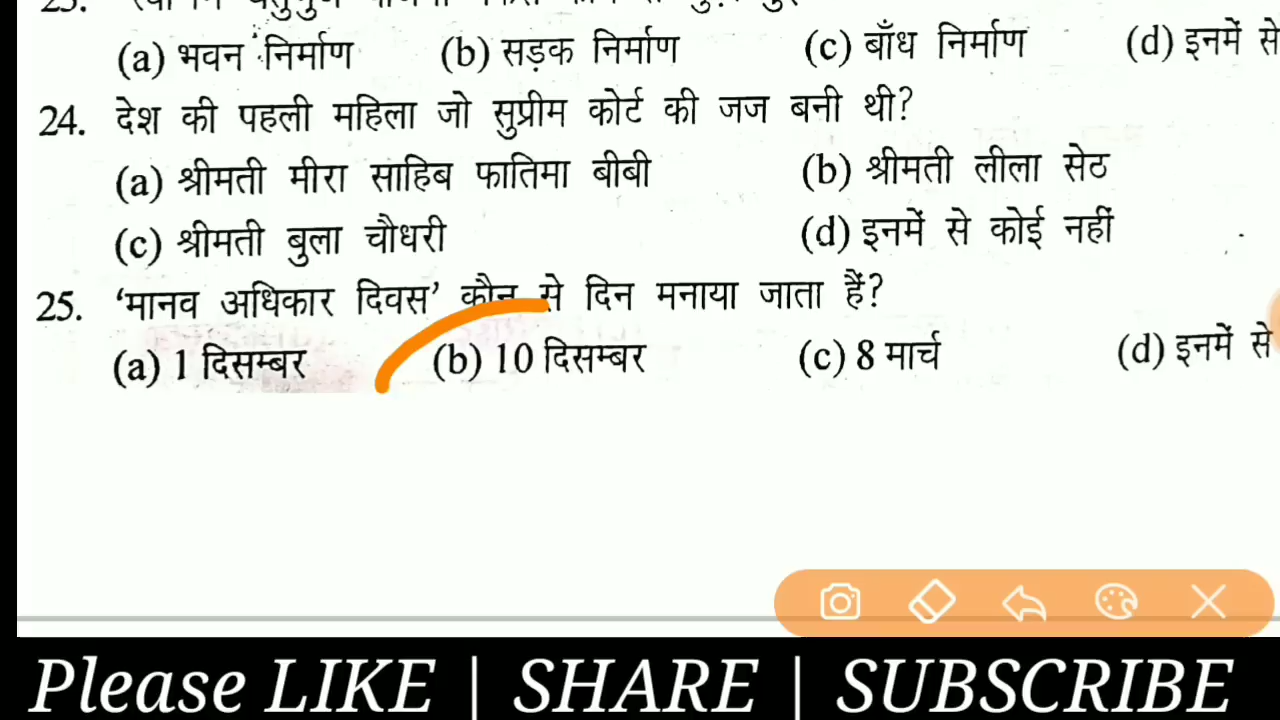 (a) भवन निर्माण (b) सड़क निर्माण (c) बाँध निर्माण (d) इनमें से
24. देश की पहली महिला जो सुप्रीम कोर्ट की जज बनी थी?
(a) श्रीमती मीरा साहिब फातिमा बीबी (b) श्रीमती लीला सेठ
(c) श्रीमती बुला चौधरी (d) इनमें से कोई नहीं
25. ‘मानव अधिकार दिवस’ कौन से दिन मनाया जाता हैं?
(a) 1 दिसम्बर (b) 10 दिसम्बर (c) 8 मार्च (d) इनमें से
Please LIKE | SHARE | SUBSCRIBE